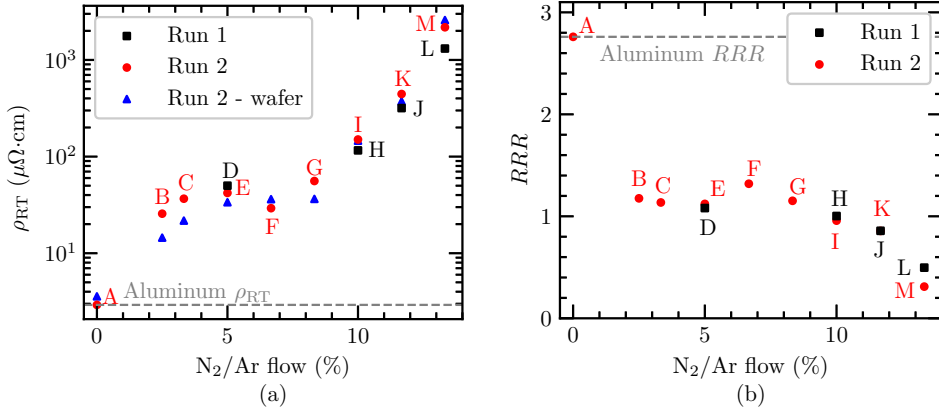 Run 1
Run 2
Run 2 - wafer
A
B
C
D
E
F
G
H
I
J
K
L
M
Aluminum ρRT
10³
10²
10¹
ρRT (μΩ·cm)
0
5
10
N₂/Ar flow (%)
(a)
Run 1
Run 2
A
Aluminum RRR
B
C
D
E
F
G
H
I
K
J
L
M
3
2
1
0
RRR
0
5
10
N₂/Ar flow (%)
(b)